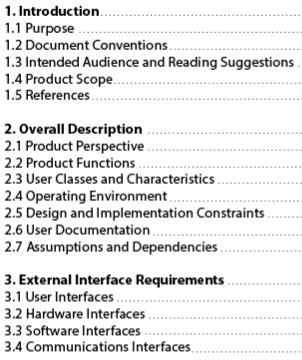 1. Introduction
1.1 Purpose
1.2 Document Conventions
1.3 Intended Audience and Reading Suggestions
1.4 Product Scope
1.5 References
2. Overall Description
2.1 Product Perspective
2.2 Product Functions
2.3 User Classes and Characteristics
2.4 Operating Environment
2.5 Design and Implementation Constraints
2.6 User Documentation
2.7 Assumptions and Dependencies
3. External Interface Requirements
3.1 User Interfaces
3.2 Hardware Interfaces
3.3 Software Interfaces
3.4 Communications Interfaces